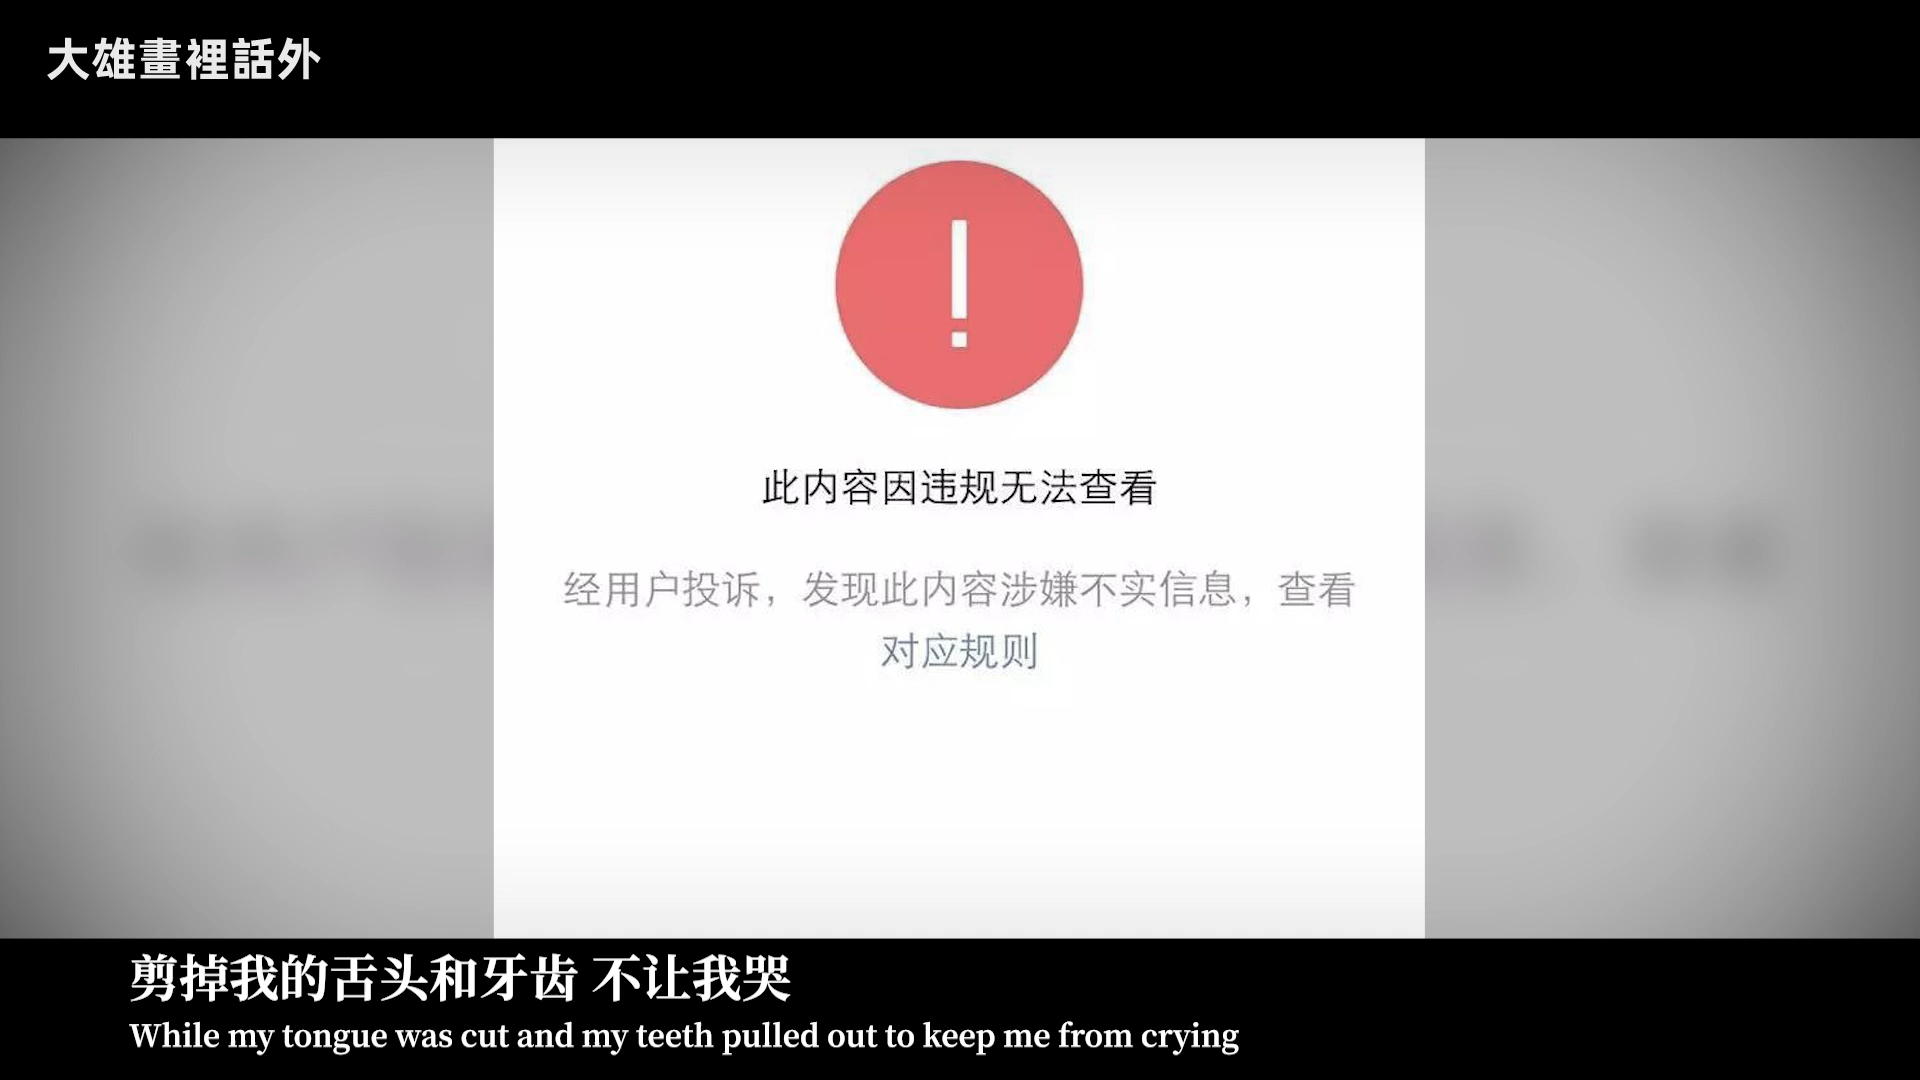 大雄畫裡話外
!
此内容因违规无法查看
经用户投诉，发现此内容涉嫌不实信息，查看
对应规则
剪掉我的舌头和牙齿 不让我哭
While my tongue was cut and my teeth pulled out to keep me from crying